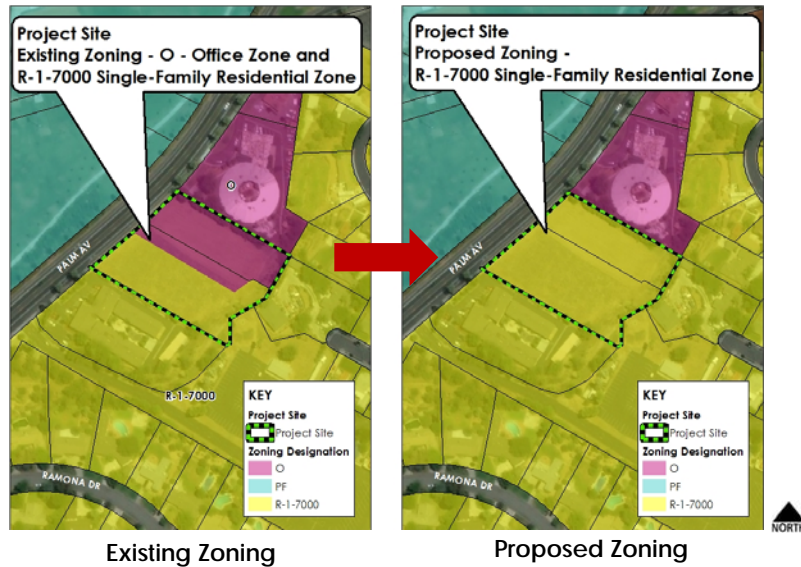 Project Site
Existing Zoning - O - Office Zone and
R-1-7000 Single-Family Residential Zone
O
PALM AV
R-1-7000
RAMONA DR
KEY
Project Site
Project Site
Zoning Designation
O
PF
R-1-7000
Existing Zoning
Project Site
Proposed Zoning -
R-1-7000 Single-Family Residential Zone
PALM AV
RAMONA DR
KEY
Project Site
Project Site
Zoning Designation
O
PF
R-1-7000
Proposed Zoning
NORTH